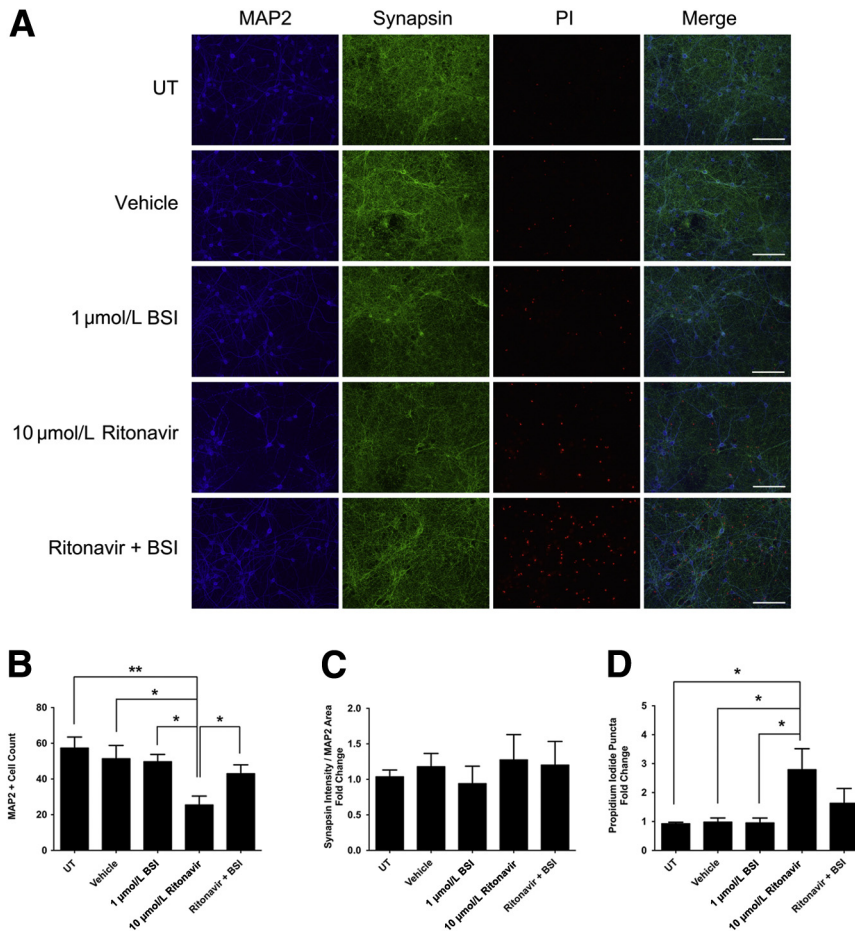 A
MAP2 Synapsin PI Merge
UT
Vehicle
1 µmol/L BSI
10 µmol/L Ritonavir
Ritonavir + BSI
B
**
*
* *
MAP2 + Cell Count
80
60
40
20
0
UT
Vehicle
1 µmol/L BSI
10 µmol/L Ritonavir
Ritonavir + BSI
C
Synapsin Intensity / MAP2 Area
Fold Change
2.0
1.5
1.0
0.5
0.0
UT
Vehicle
1 µmol/L BSI
10 µmol/L Ritonavir
Ritonavir + BSI
D
*
*
*
Propidium Iodide Puncta
Fold Change
5
4
3
2
1
0
UT
Vehicle
1 µmol/L BSI
10 µmol/L Ritonavir
Ritonavir + BSI